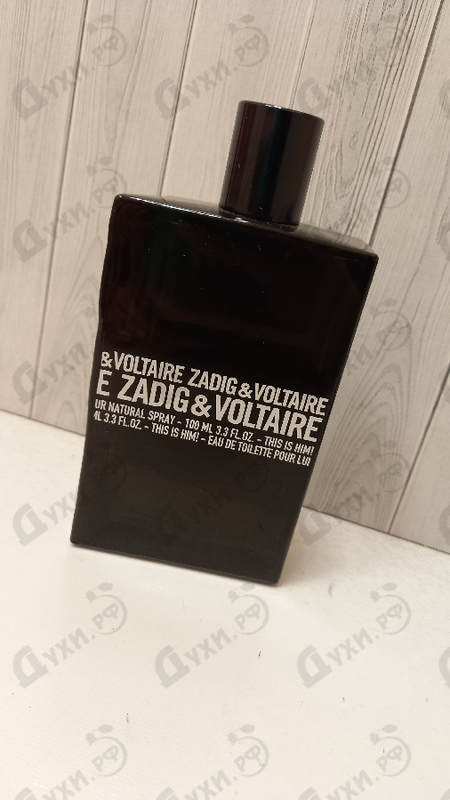 &VOLTAIRE ZADIG&VOLTAIRE
E ZADIG&VOLTAIRE
UR NATURAL SPRAY - 100 ML 3.3 FL.OZ. - THIS IS HIM!
4L 3.3 FL.OZ. - THIS IS HIM! - EAU DE TOILETTE POUR LUI
Духи.РФ